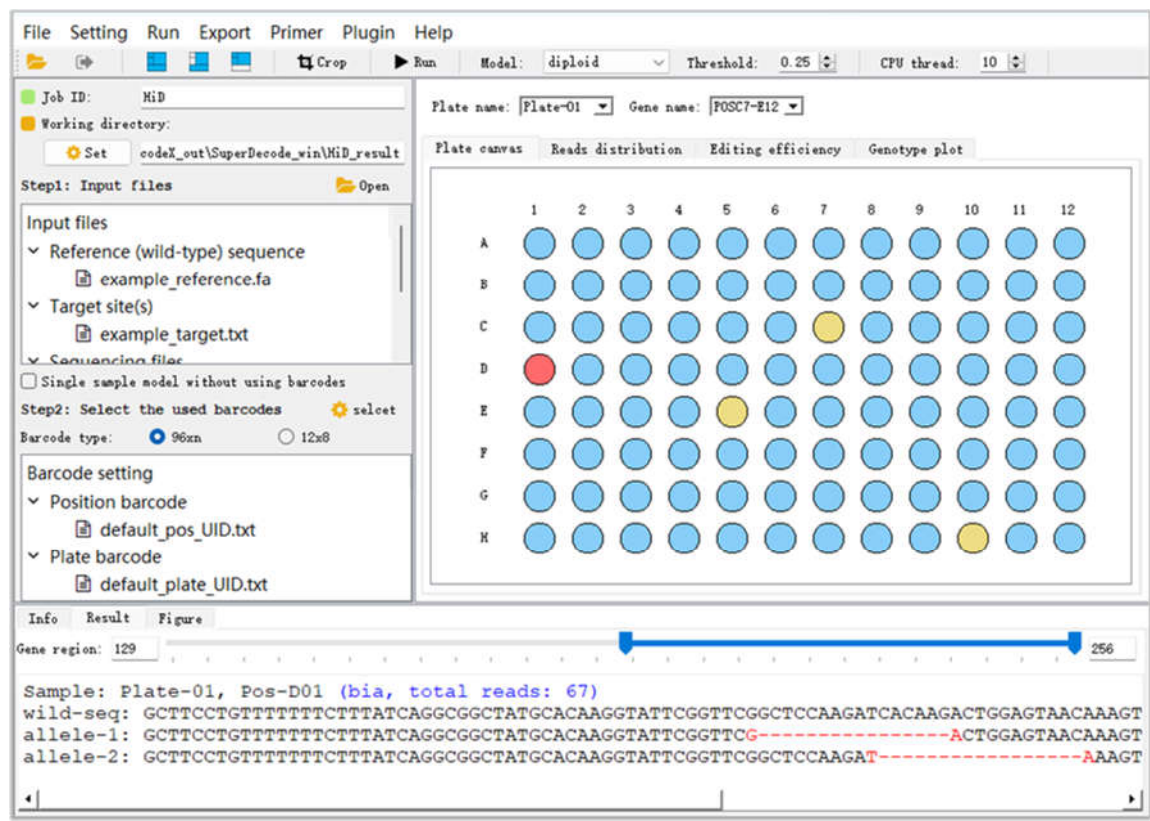 File Setting Run Export Primer Plugin Help
Crop Run Model: diploid Threshold: 0.25 CPU thread: 10
Job ID: HiD
Working directory:
Set codeX_out\SuperDecode_win\HiD_result
Step1: Input files Open
Input files
Reference (wild-type) sequence
example_reference.fa
Target site(s)
example_target.txt
Sequencing files
Single sample model without using barcodes
Step2: Select the used barcodes selcet
Barcode type: 96xn 12x8
Barcode setting
Position barcode
default_pos_UID.txt
Plate barcode
default_plate_UID.txt
Plate name: Plate-01 Gene name: POSC7-E12
Plate canvas Reads distribution Editing efficiency Genotype plot
1 2 3 4 5 6 7 8 9 10 11 12
A
B
C
D
E
F
G
H
Info Result Figure
Gene region: 129 256
Sample: Plate-01, Pos-D01 (bia, total reads: 67)
wild-seq: GCTTCCTGTTTTTTTCTTTATCAGGCGGCTATGCACAAGGTATTCGGTTCGGCTCCAAGATCACAAGACTGGAGTAACAAAGT
allele-1: GCTTCCTGTTTTTTTCTTTATCAGGCGGCTATGCACAAGGTATTCGGTTCG-----------------ACTGGAGTAACAAAGT
allele-2: GCTTCCTGTTTTTTTCTTTATCAGGCGGCTATGCACAAGGTATTCGGTTCGGCTCCAAGAT------------------AAAGT